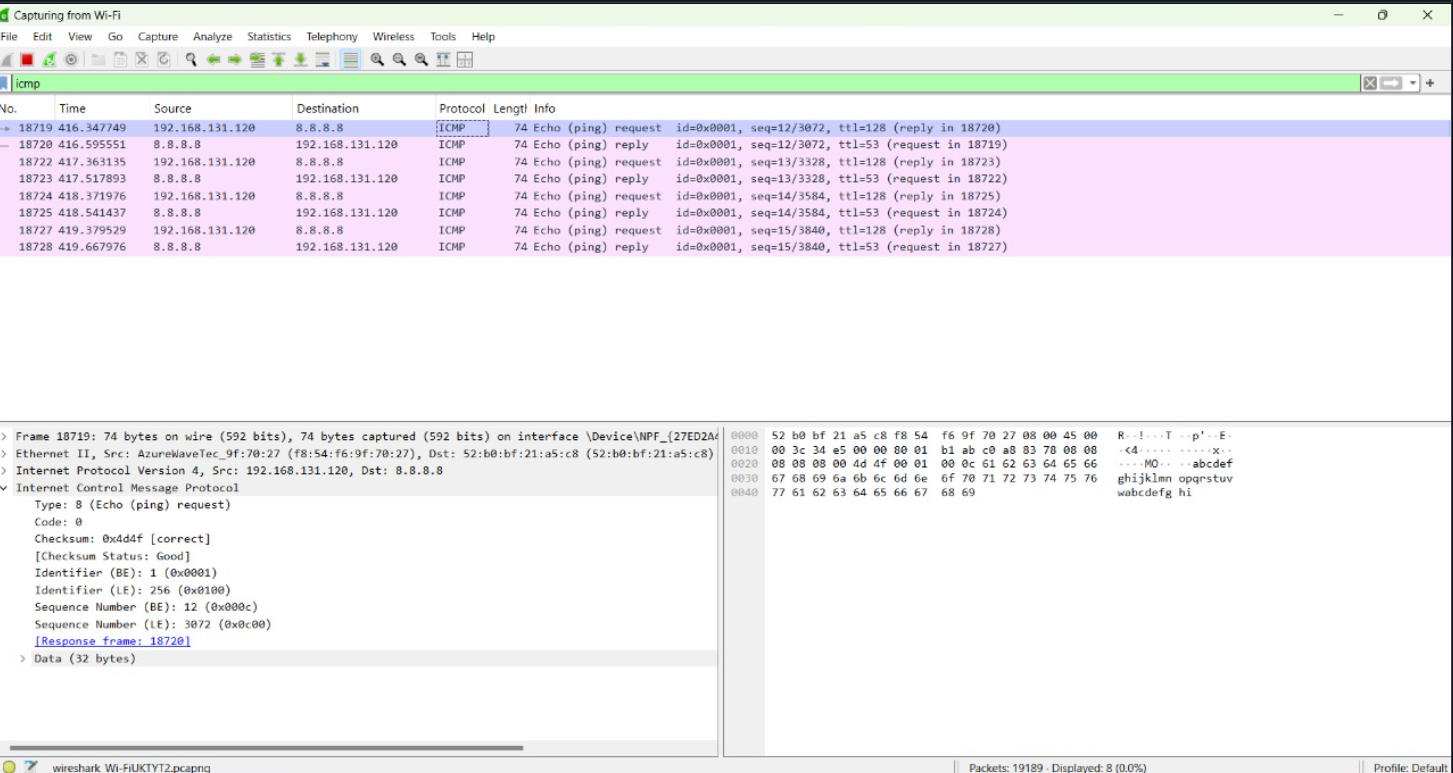 Capturing from Wi-Fi
File Edit View Go Capture Analyze Statistics Telephony Wireless Tools Help
icmp
No. Time Source Destination Protocol Length Info
18719 416.347749 192.168.131.120 8.8.8.8 ICMP 74 Echo (ping) request id=0x0001, seq=12/3072, ttl=128 (reply in 18720)
18720 416.595551 8.8.8.8 192.168.131.120 ICMP 74 Echo (ping) reply id=0x0001, seq=12/3072, ttl=53 (request in 18719)
18722 417.363135 192.168.131.120 8.8.8.8 ICMP 74 Echo (ping) request id=0x0001, seq=13/3328, ttl=128 (reply in 18723)
18723 417.517893 8.8.8.8 192.168.131.120 ICMP 74 Echo (ping) reply id=0x0001, seq=13/3328, ttl=53 (request in 18722)
18724 418.371976 192.168.131.120 8.8.8.8 ICMP 74 Echo (ping) request id=0x0001, seq=14/3584, ttl=128 (reply in 18725)
18725 418.541437 8.8.8.8 192.168.131.120 ICMP 74 Echo (ping) reply id=0x0001, seq=14/3584, ttl=53 (request in 18724)
18727 419.379529 192.168.131.120 8.8.8.8 ICMP 74 Echo (ping) request id=0x0001, seq=15/3840, ttl=128 (reply in 18728)
18728 419.667976 8.8.8.8 192.168.131.120 ICMP 74 Echo (ping) reply id=0x0001, seq=15/3840, ttl=53 (request in 18727)
Frame 18719: 74 bytes on wire (592 bits), 74 bytes captured (592 bits) on interface \Device\NPF_{27ED2A4
Ethernet II, Src: AzureWaveTec_9f:70:27 (f8:54:f6:9f:70:27), Dst: 52:b0:bf:21:a5:c8 (52:b0:bf:21:a5:c8)
Internet Protocol Version 4, Src: 192.168.131.120, Dst: 8.8.8.8
Internet Control Message Protocol
Type: 8 (Echo (ping) request)
Code: 0
Checksum: 0x4d4f [correct]
[Checksum Status: Good]
Identifier (BE): 1 (0x0001)
Identifier (LE): 256 (0x0100)
Sequence Number (BE): 12 (0x000c)
Sequence Number (LE): 3072 (0x0c00)
[Response frame: 18720]
Data (32 bytes)
0000 52 b0 bf 21 a5 c8 f8 54 f6 9f 70 27 08 00 45 00 R··!···T ··p'··E·
0010 00 3c 34 e5 00 00 80 01 b1 ab c0 a8 83 78 08 08 ·<4····· ·····x··
0020 08 08 08 00 4d 4f 00 01 00 0c 61 62 63 64 65 66 ····MO·· ··abcdef
0030 67 68 69 6a 6b 6c 6d 6e 6f 70 71 72 73 74 75 76 ghijklmn opqrstuv
0040 77 61 62 63 64 65 66 67 68 69 wabcdefg hi
wireshark_Wi-FiUKTYT2.pcapng Packets: 19189 · Displayed: 8 (0.0%) Profile: Default